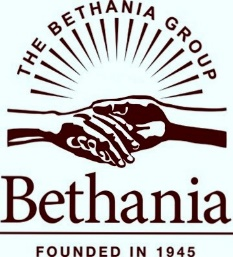 THE BETHANIA GROUP
Bethania
FOUNDED IN 1945